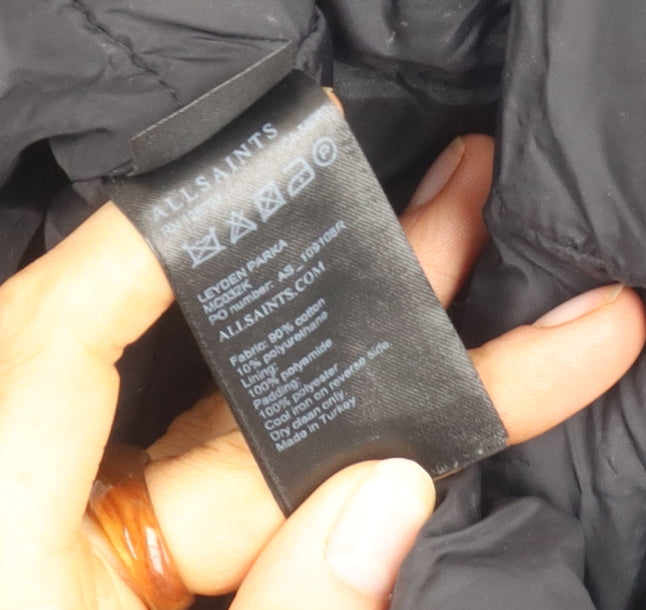 ALLSAINTS
LEYDEN PARKA
MC032K
PO number: AS_10910SR
ALLSAINTS.COM
Fabric: 90% cotton
10% polyurethane
Lining:
100% polyamide
Padding:
100% polyester
Cool iron on reverse side
Dry clean only
Made in Turkey